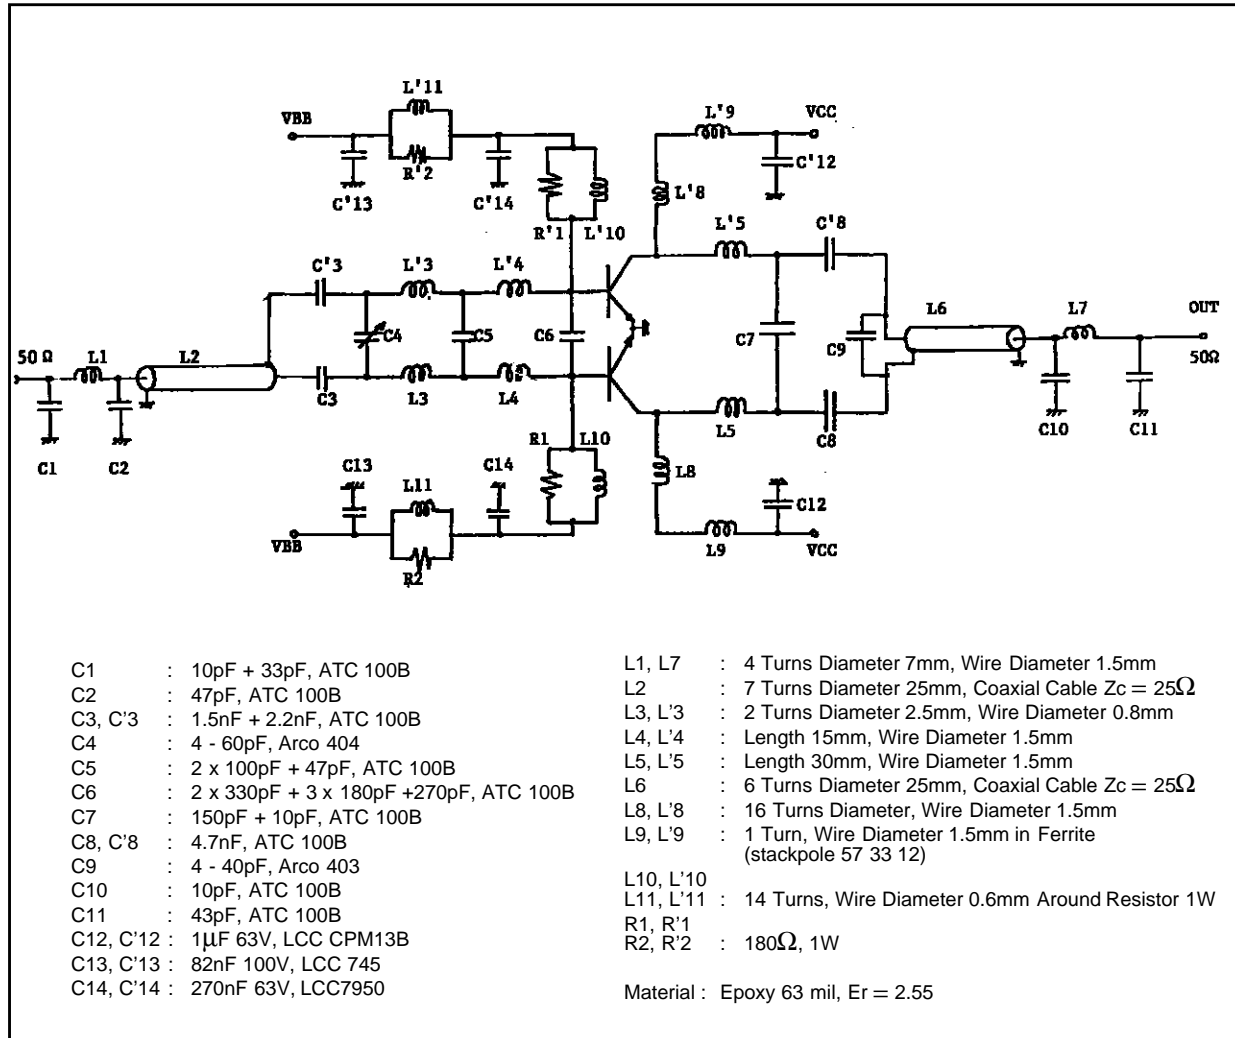 L'11
VBB
R'2
C'13
C'14
R'1
L'10
L'9
VCC
C'12
L'8
L'5
C'8
C'3
L'3
L'4
C4
C5
C6
C7
C9
L6
L7
OUT
50Ω
50 Ω
L1
L2
C3
L3
L4
L5
C8
C10
C11
C1
C2
R1
L10
C13
L11
C14
L8
C12
VBB
R2
L9
VCC
C1 : 10pF + 33pF, ATC 100B
C2 : 47pF, ATC 100B
C3, C'3 : 1.5nF + 2.2nF, ATC 100B
C4 : 4 - 60pF, Arco 404
C5 : 2 x 100pF + 47pF, ATC 100B
C6 : 2 x 330pF + 3 x 180pF +270pF, ATC 100B
C7 : 150pF + 10pF, ATC 100B
C8, C'8 : 4.7nF, ATC 100B
C9 : 4 - 40pF, Arco 403
C10 : 10pF, ATC 100B
C11 : 43pF, ATC 100B
C12, C'12 : 1μF 63V, LCC CPM13B
C13, C'13 : 82nF 100V, LCC 745
C14, C'14 : 270nF 63V, LCC7950
L1, L7 : 4 Turns Diameter 7mm, Wire Diameter 1.5mm
L2 : 7 Turns Diameter 25mm, Coaxial Cable Zc = 25Ω
L3, L'3 : 2 Turns Diameter 2.5mm, Wire Diameter 0.8mm
L4, L'4 : Length 15mm, Wire Diameter 1.5mm
L5, L'5 : Length 30mm, Wire Diameter 1.5mm
L6 : 6 Turns Diameter 25mm, Coaxial Cable Zc = 25Ω
L8, L'8 : 16 Turns Diameter, Wire Diameter 1.5mm
L9, L'9 : 1 Turn, Wire Diameter 1.5mm in Ferrite
(stackpole 57 33 12)
L10, L'10
L11, L'11 : 14 Turns, Wire Diameter 0.6mm Around Resistor 1W
R1, R'1
R2, R'2 : 180Ω, 1W
Material : Epoxy 63 mil, Er = 2.55